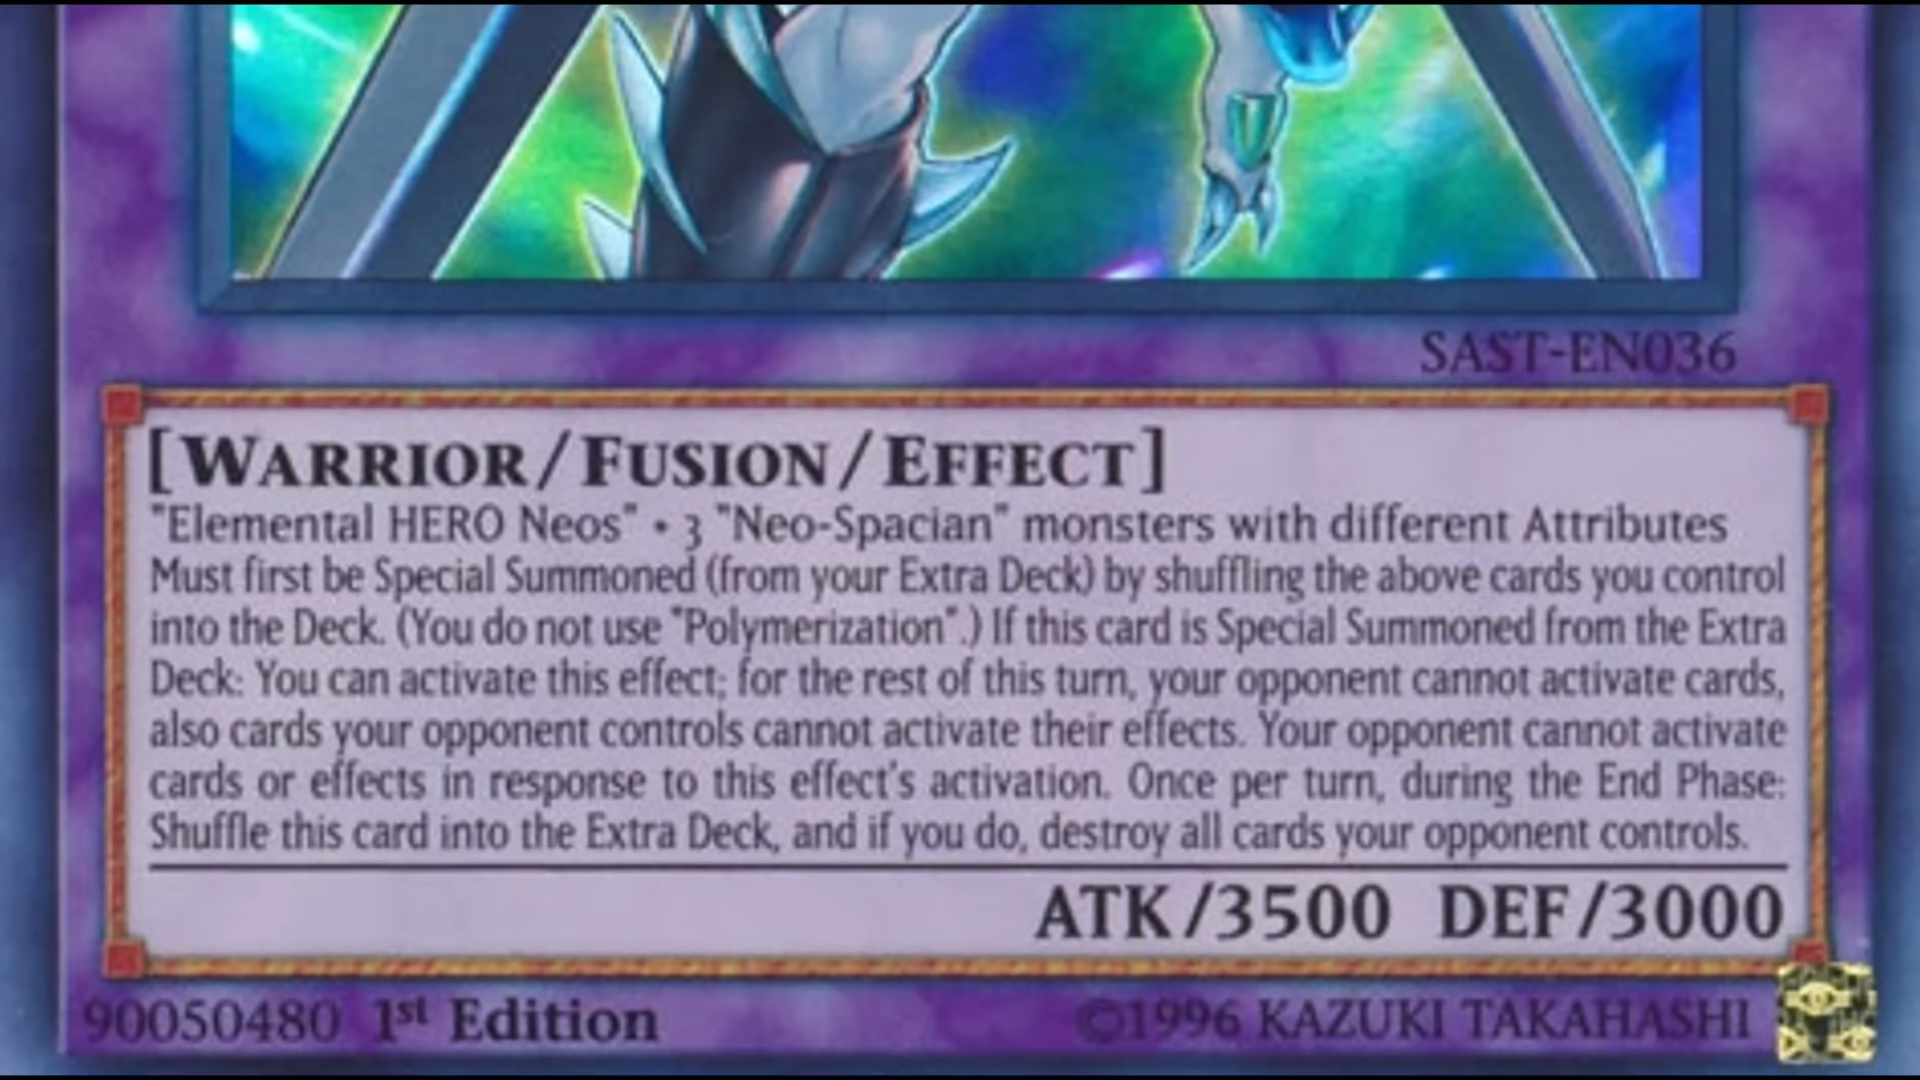 SAST-EN036
[WARRIOR/FUSION/EFFECT]
"Elemental HERO Neos" + 3 "Neo-Spacian" monsters with different Attributes
Must first be Special Summoned (from your Extra Deck) by shuffling the above cards you control
into the Deck. (You do not use "Polymerization".) If this card is Special Summoned from the Extra
Deck: You can activate this effect; for the rest of this turn, your opponent cannot activate cards,
also cards your opponent controls cannot activate their effects. Your opponent cannot activate
cards or effects in response to this effect's activation. Once per turn, during the End Phase:
Shuffle this card into the Extra Deck, and if you do, destroy all cards your opponent controls.
ATK/3500 DEF/3000
90050480 1st Edition ©1996 KAZUKI TAKAHASHI